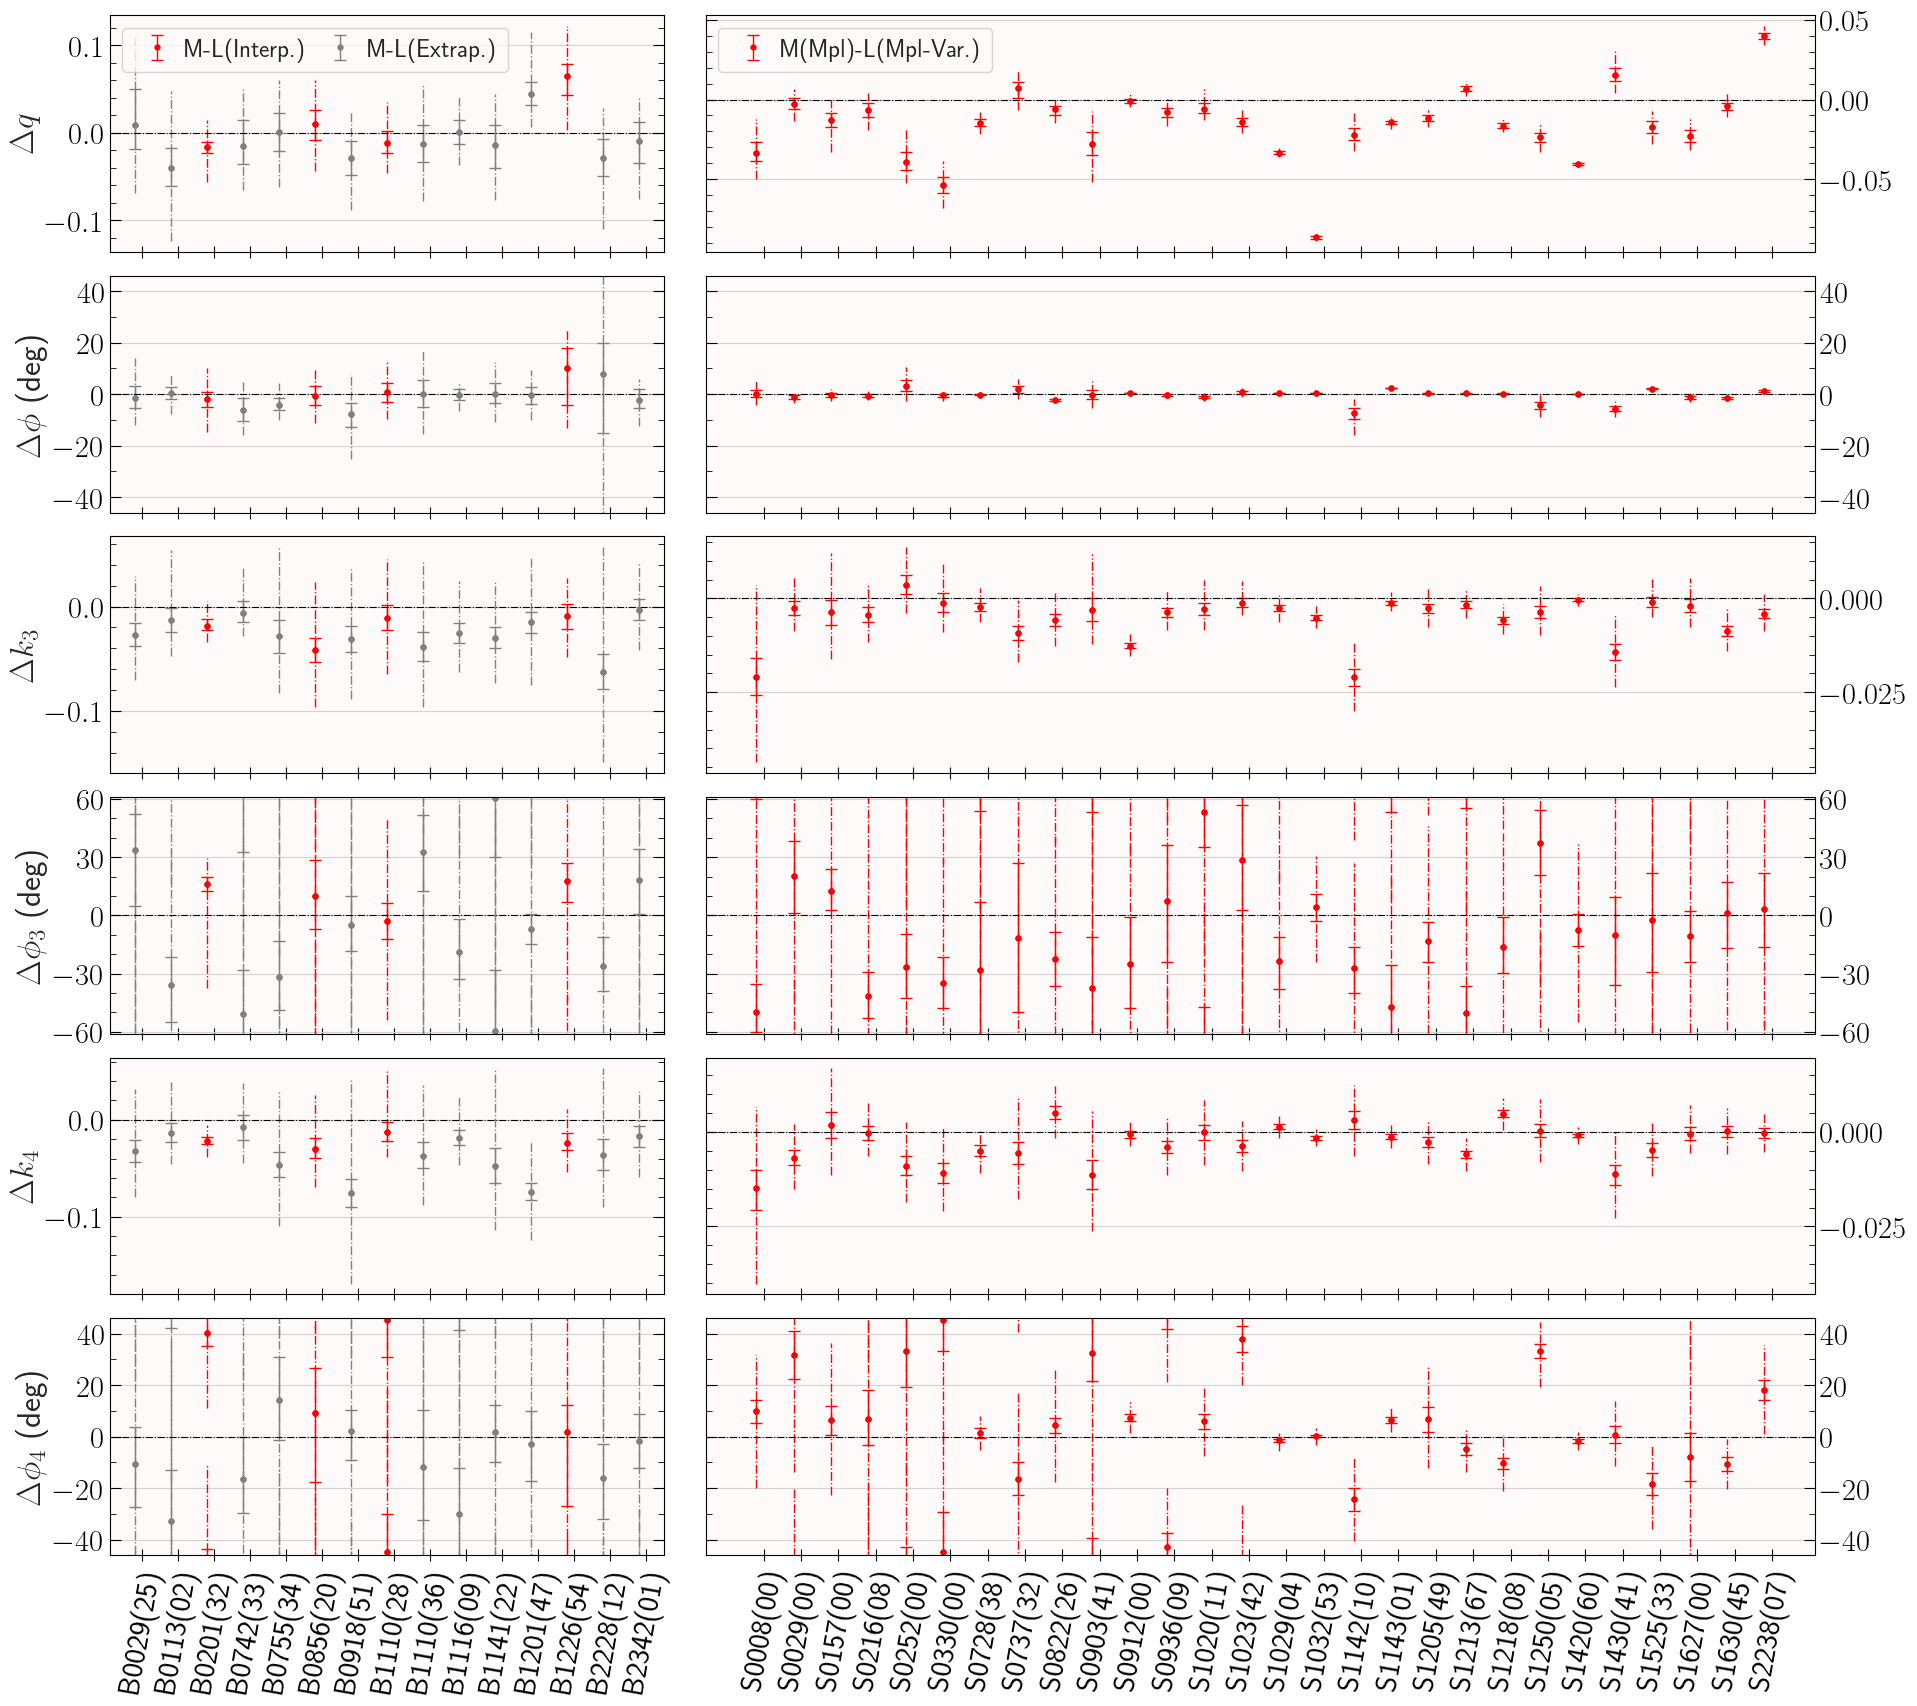 M-L(Interp.) M-L(Extrap.)
M(Mpl)-L(Mpl-Var.)
Δq
0.1
0.0
−0.1
0.05
0.00
−0.05
Δϕ (deg)
40
20
0
−20
−40
40
20
0
−20
−40
Δk3
0.0
−0.1
0.000
−0.025
Δϕ3 (deg)
60
30
0
−30
−60
60
30
0
−30
−60
Δk4
0.0
−0.1
0.000
−0.025
Δϕ4 (deg)
40
20
0
−20
−40
40
20
0
−20
−40
B0029(25)
B0113(02)
B0201(32)
B0742(33)
B0755(34)
B0856(20)
B0918(51)
B1110(28)
B1110(36)
B1116(09)
B1141(22)
B1201(47)
B1226(54)
B2228(12)
B2342(01)
S0008(00)
S0029(00)
S0157(00)
S0216(08)
S0252(00)
S0330(00)
S0728(38)
S0737(32)
S0822(26)
S0903(41)
S0912(00)
S0936(09)
S1020(11)
S1023(42)
S1029(04)
S1032(53)
S1142(10)
S1143(01)
S1205(49)
S1213(67)
S1218(08)
S1250(05)
S1420(60)
S1430(41)
S1525(33)
S1627(00)
S1630(45)
S2238(07)